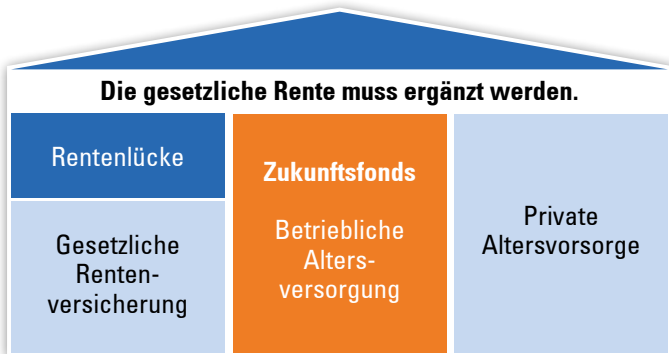 Die gesetzliche Rente muss ergänzt werden.
Rentenlücke
Gesetzliche
Renten-
versicherung
Zukunftsfonds
Betriebliche
Alters-
versorgung
Private
Altersvorsorge